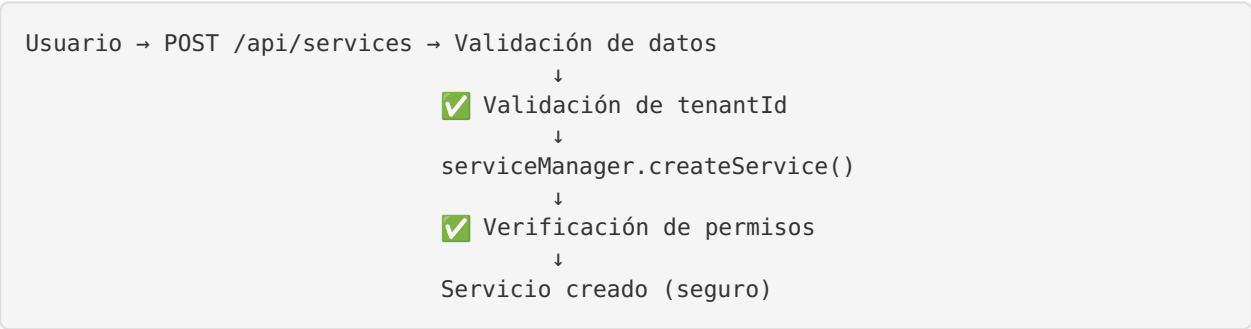 Usuario → POST /api/services → Validación de datos
↓
✅ Validación de tenantId
↓
serviceManager.createService()
↓
✅ Verificación de permisos
↓
Servicio creado (seguro)